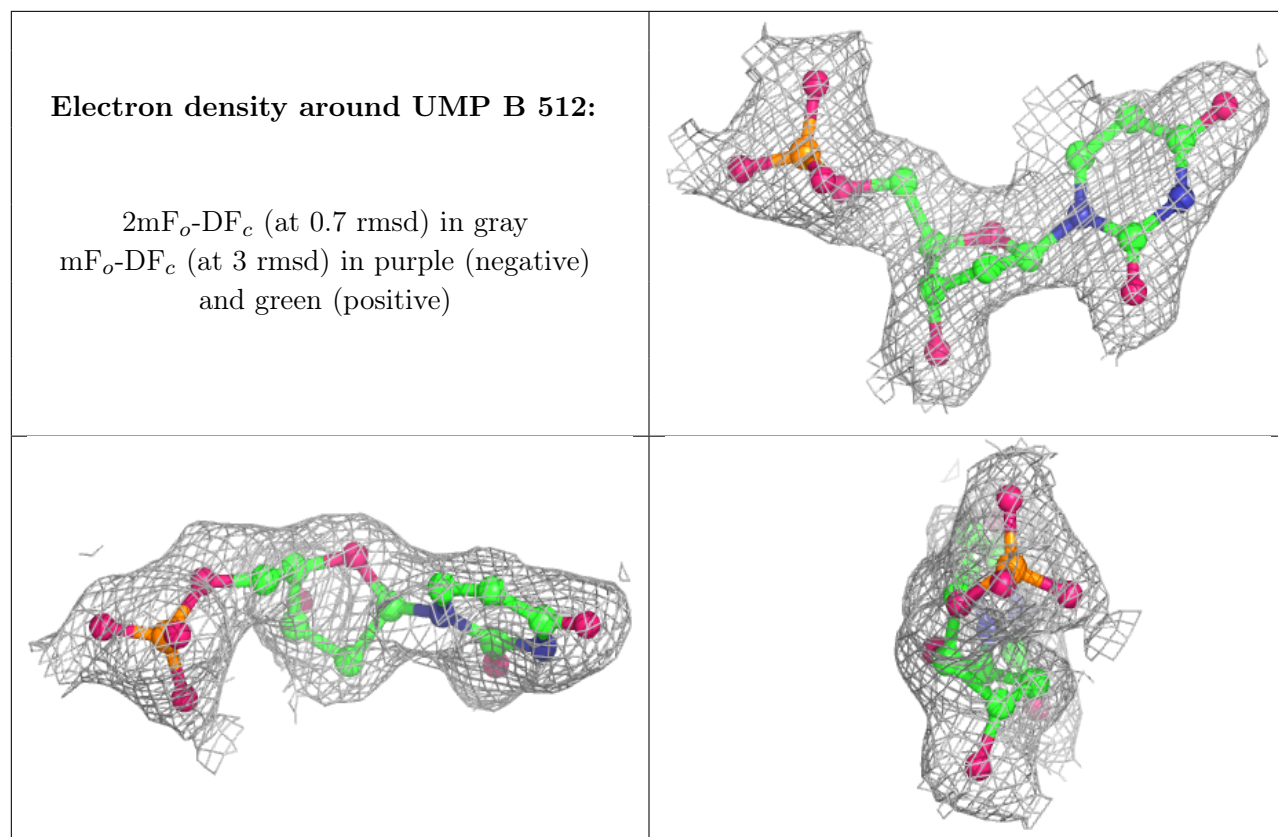 Electron density around UMP B 512:
2mFo-DFc (at 0.7 rmsd) in gray
mFo-DFc (at 3 rmsd) in purple (negative)
and green (positive)